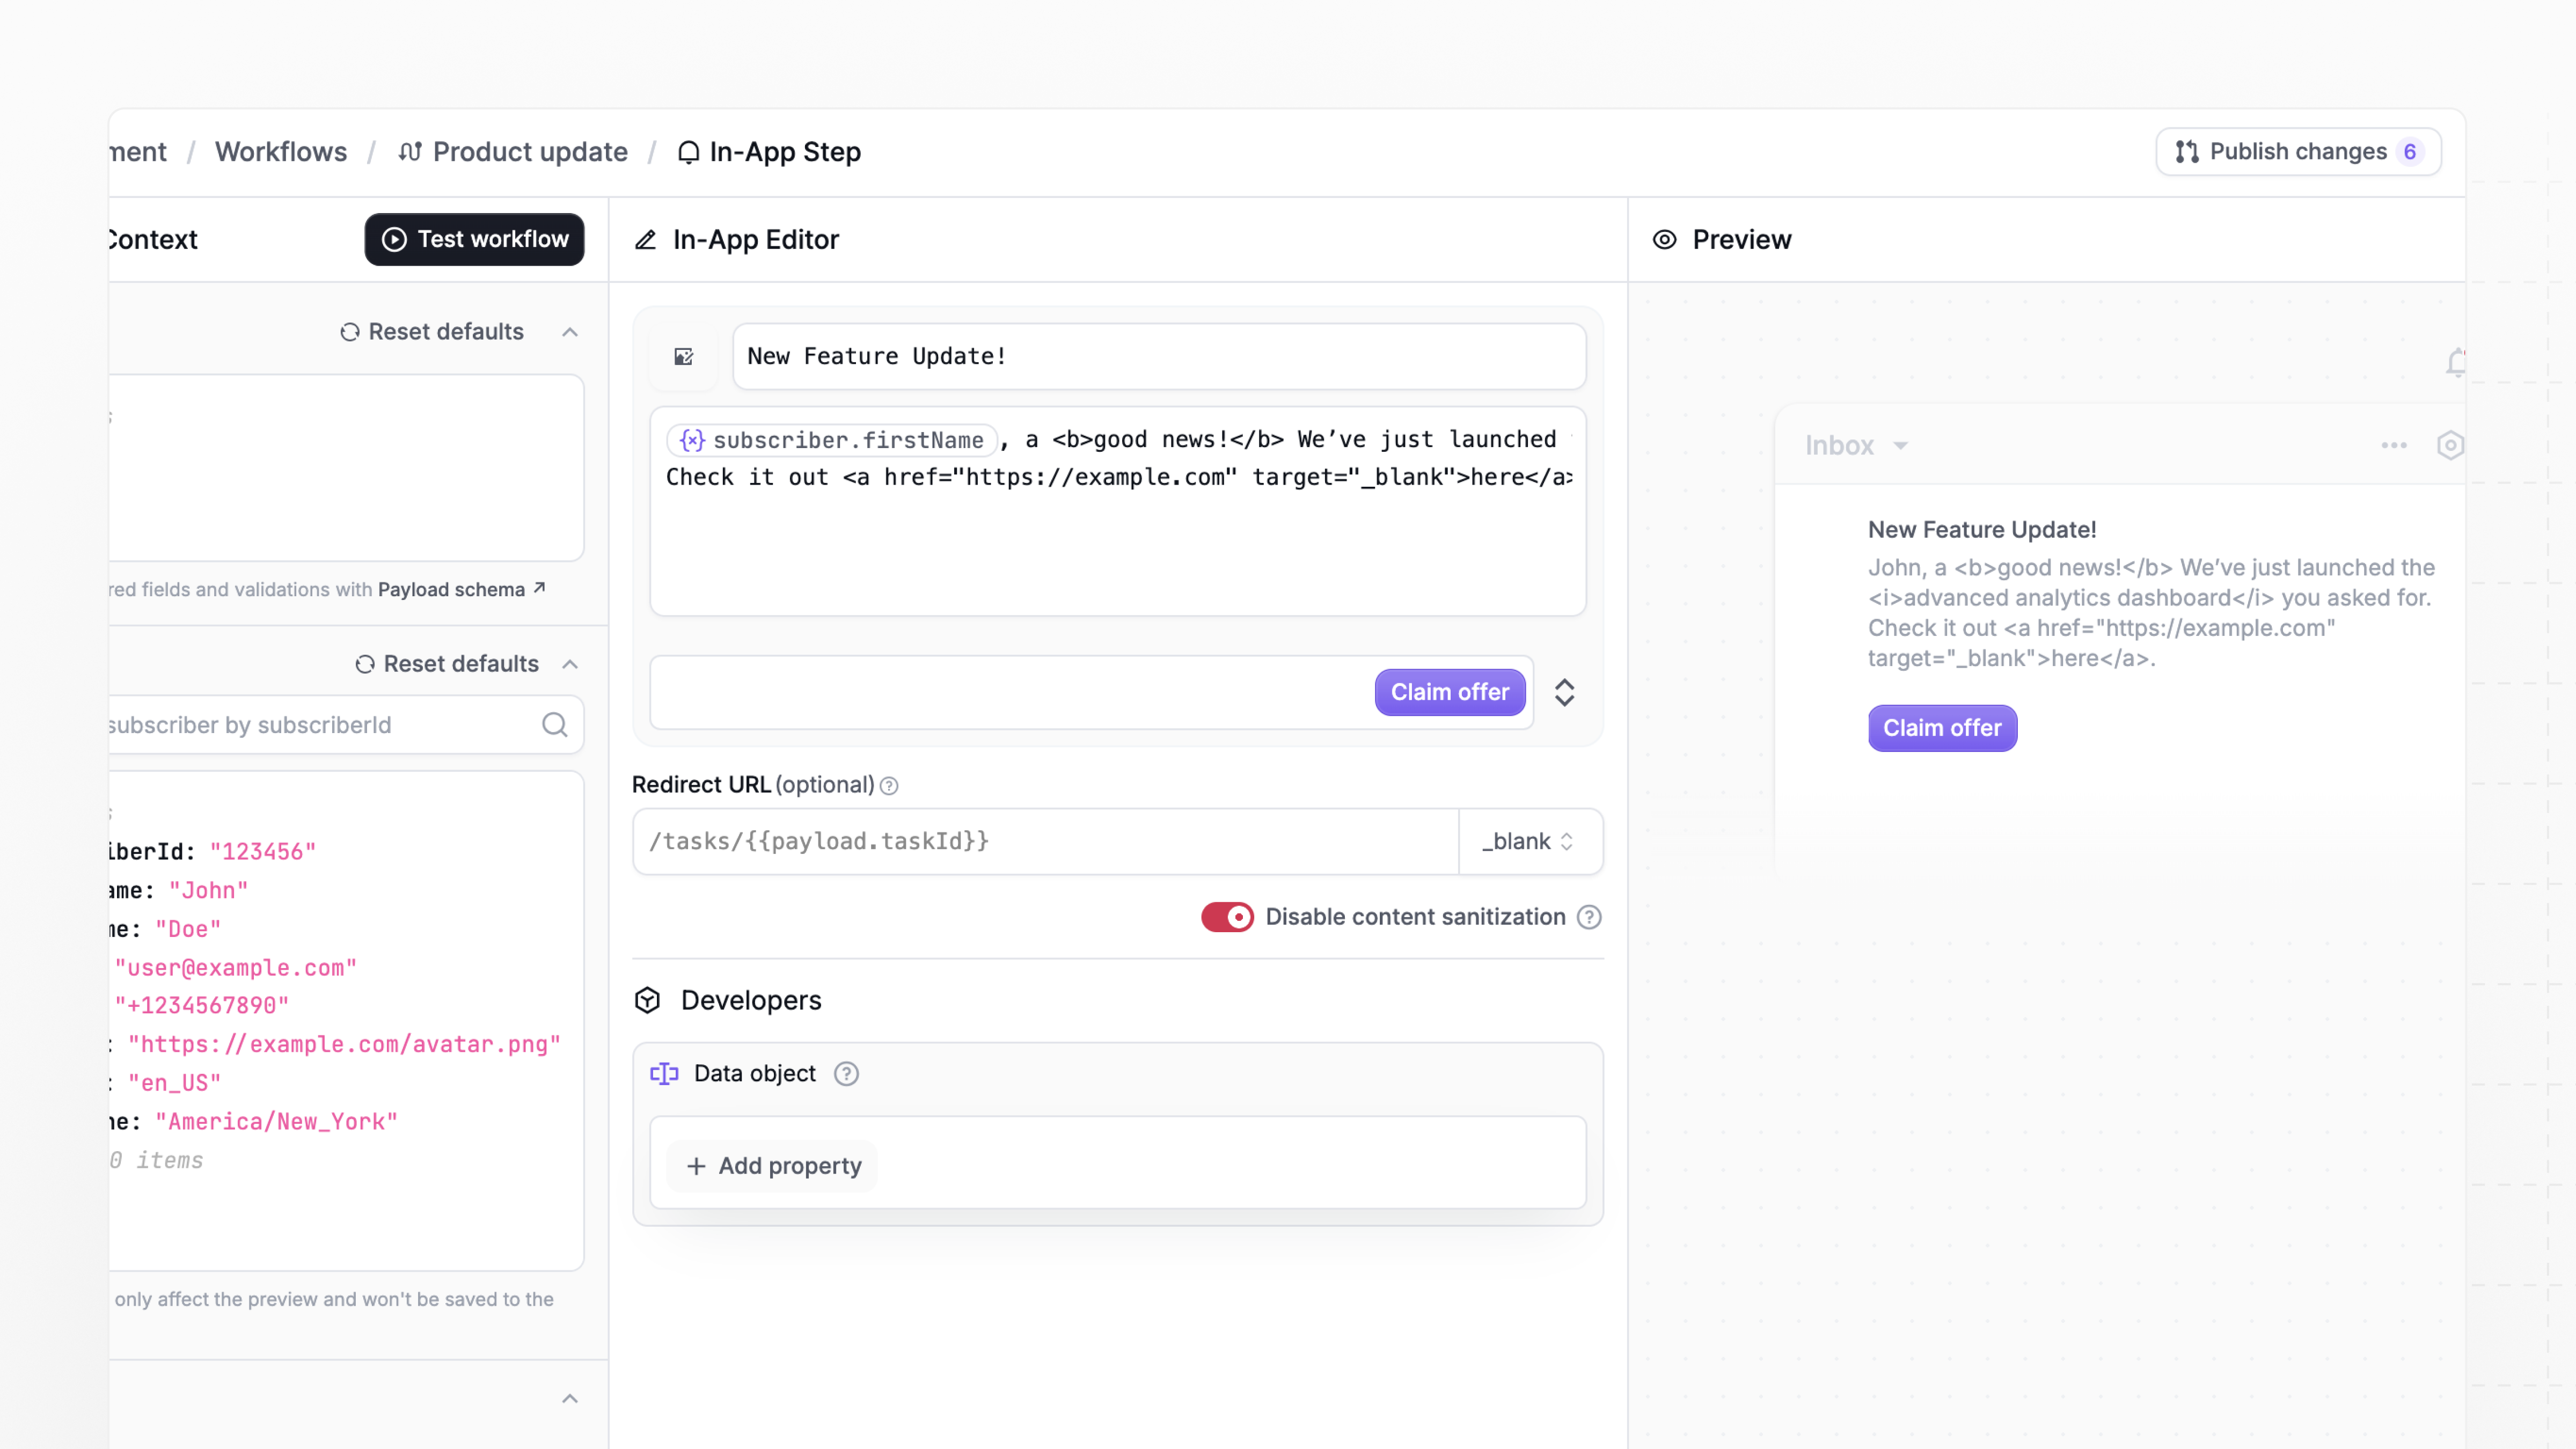 Workflows / Product update / In-App Step
Publish changes 6
Context
Test workflow
In-App Editor
Preview
Reset defaults
fields and validations with Payload schema
Reset defaults
subscriber by subscriberId
"123456"
"John"
"Doe"
"user@example.com"
"+1234567890"
: "https://example.com/avatar.png"
: "en_US"
"America/New_York"
0 items
only affect the preview and won't be saved to the
New Feature Update!
subscriber.firstName, a <b>good news!</b> We’ve just launched
Check it out <a href="https://example.com" target="_blank">here</a>
Claim offer
Redirect URL (optional)
/tasks/{{payload.taskId}}
_blank
Disable content sanitization
Developers
Data object
+ Add property
Inbox
New Feature Update!
John, a <b>good news!</b> We’ve just launched the
<i>advanced analytics dashboard</i> you asked for.
Check it out <a href="https://example.com"
target="_blank">here</a>.
Claim offer